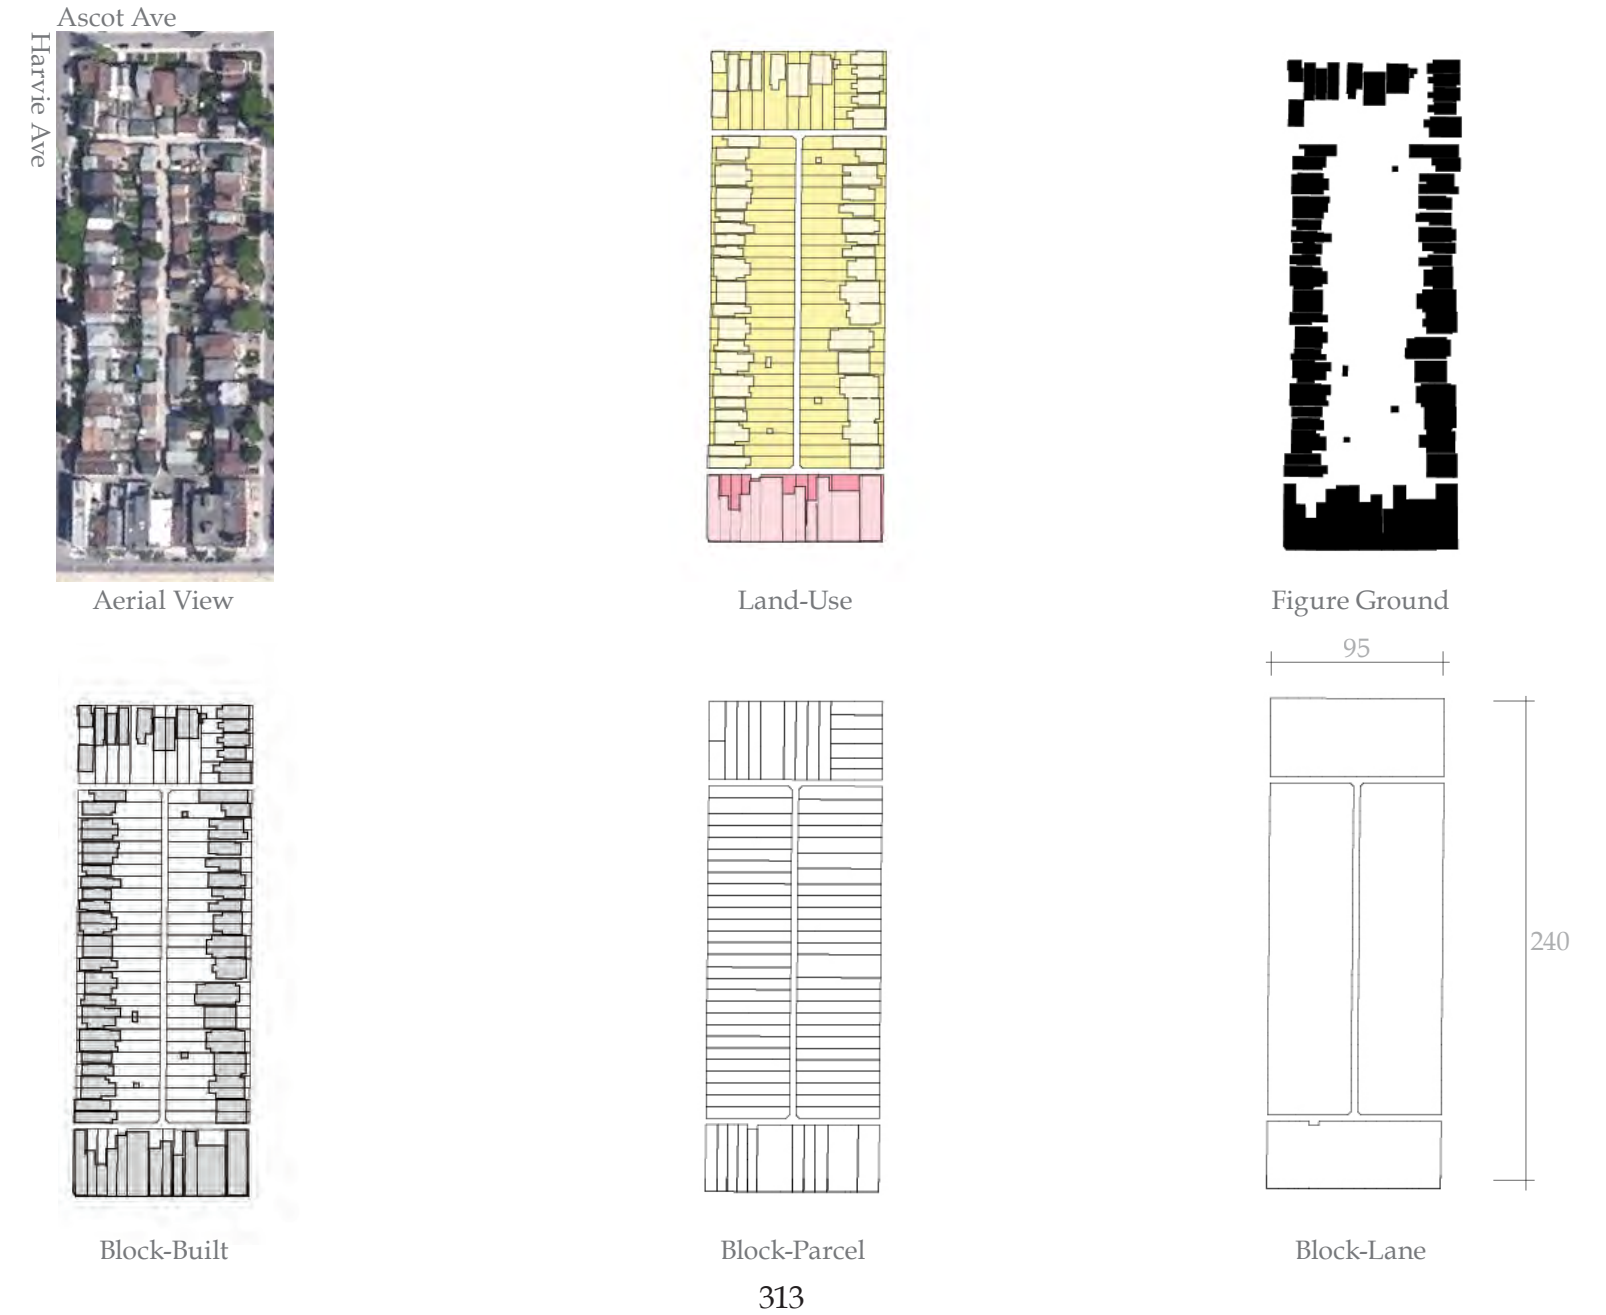 Ascot Ave
Harvie Ave
Aerial View
Land-Use
Figure Ground
95
240
Block-Built
Block-Parcel
Block-Lane
313